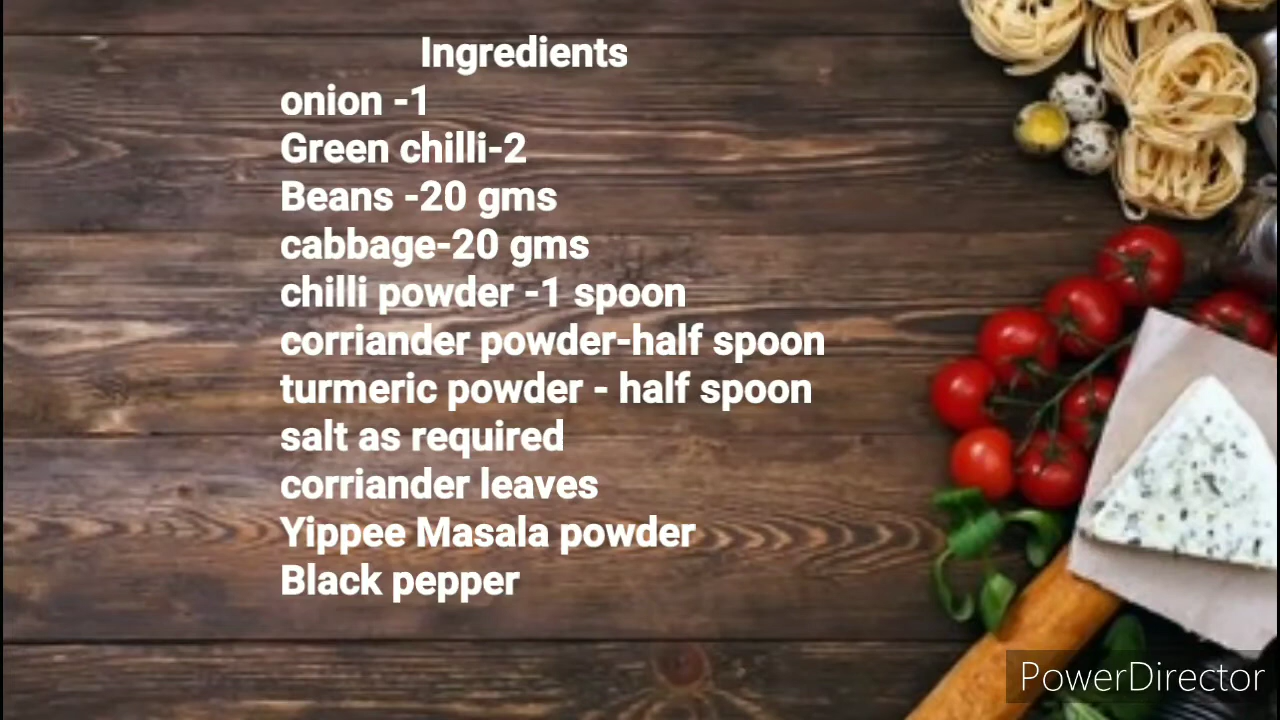 Ingredients
onion -1
Green chilli-2
Beans -20 gms
cabbage-20 gms
chilli powder -1 spoon
corriander powder-half spoon
turmeric powder - half spoon
salt as required
corriander leaves
Yippee Masala powder
Black pepper
PowerDirector